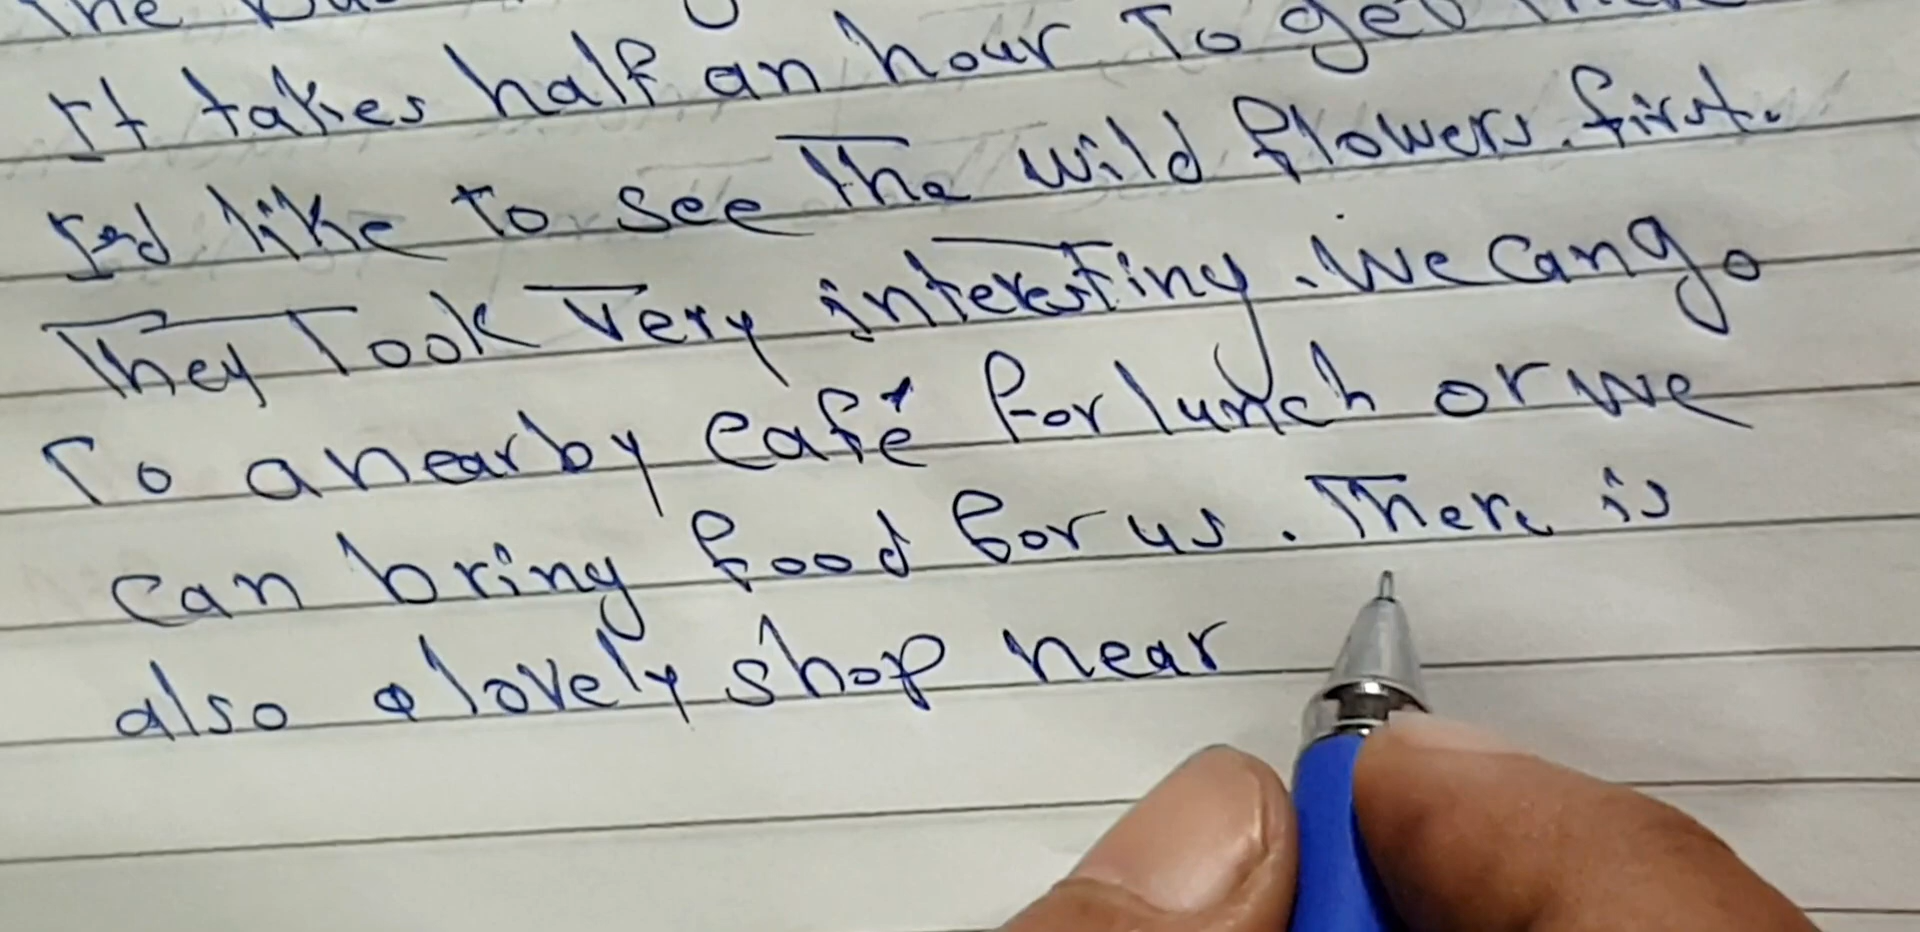 The
It takes half an hour To get
I'd like to see The wild flowers. first.
They Took Very interesting. We can go
To a nearby café for lunch or we
can bring food for us. There is
also a lovely shop near